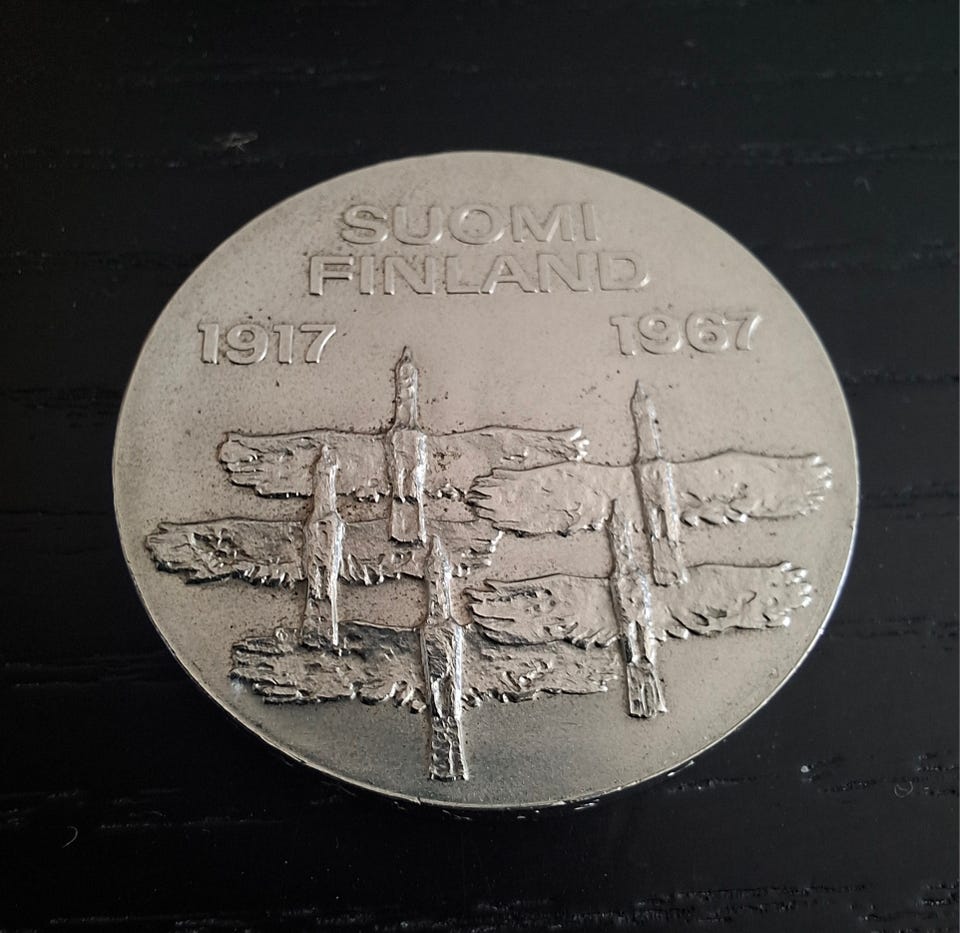 SUOMI
FINLAND
1917 1967